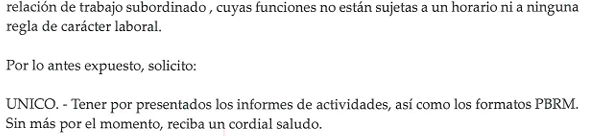 relación de trabajo subordinado , cuyas funciones no están sujetas a un horario ni a ninguna
regla de carácter laboral.
Por lo antes expuesto, solicito:
UNICO. - Tener por presentados los informes de actividades, así como los formatos PBRM.
Sin más por el momento, reciba un cordial saludo.